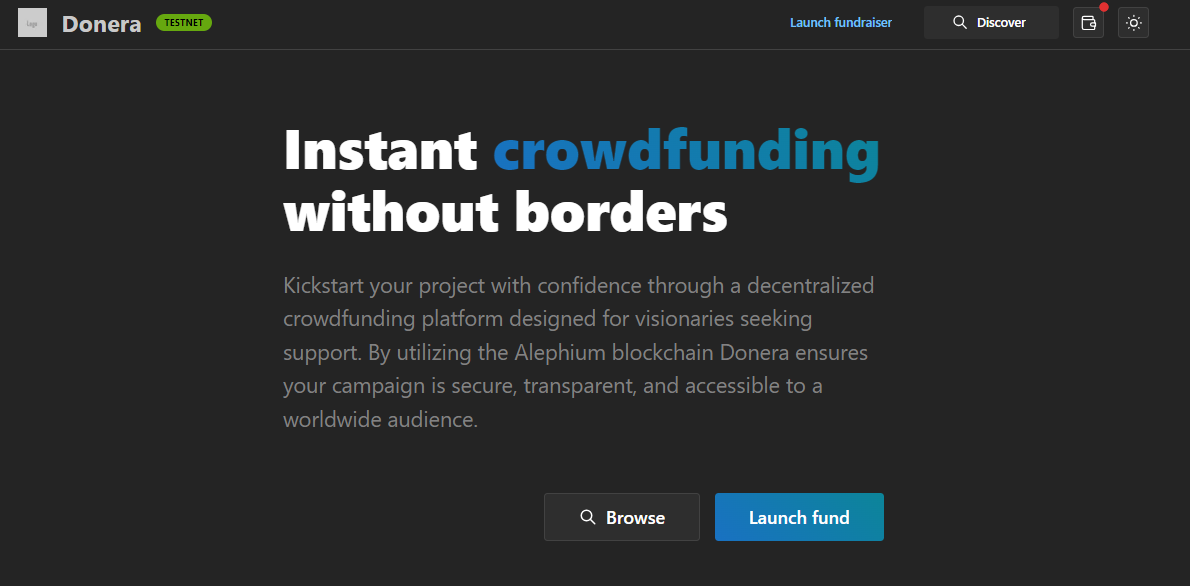 Donera TESTNET Launch fundraiser Discover
Instant crowdfunding
without borders
Kickstart your project with confidence through a decentralized
crowdfunding platform designed for visionaries seeking
support. By utilizing the Alephium blockchain Donera ensures
your campaign is secure, transparent, and accessible to a
worldwide audience.
Browse Launch fund